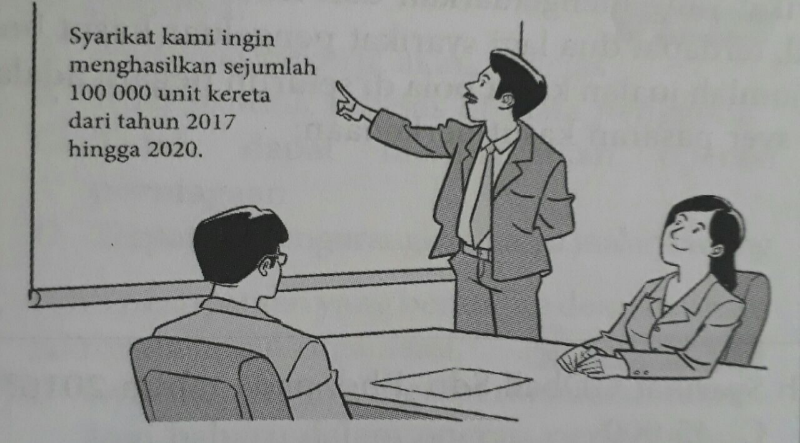 Syarikat kami ingin
menghasilkan sejumlah
100 000 unit kereta
dari tahun 2017
hingga 2020.